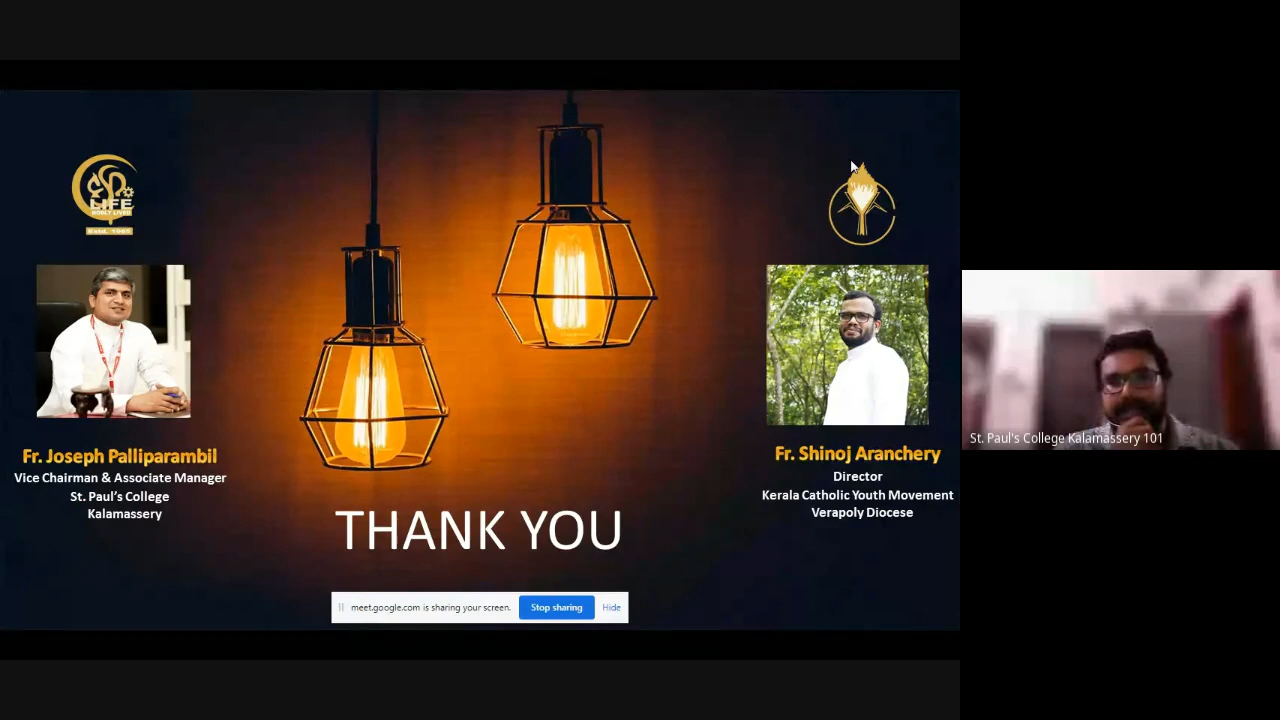 LIFE
NOBLY LIVED
Estd. 1965
Fr. Joseph Palliparambil
Vice Chairman & Associate Manager
St. Paul's College
Kalamassery
THANK YOU
Fr. Shinoj Aranchery
Director
Kerala Catholic Youth Movement
Verapoly Diocese
meet.google.com is sharing your screen.
Stop sharing
Hide
St. Paul's College Kalamassery 101